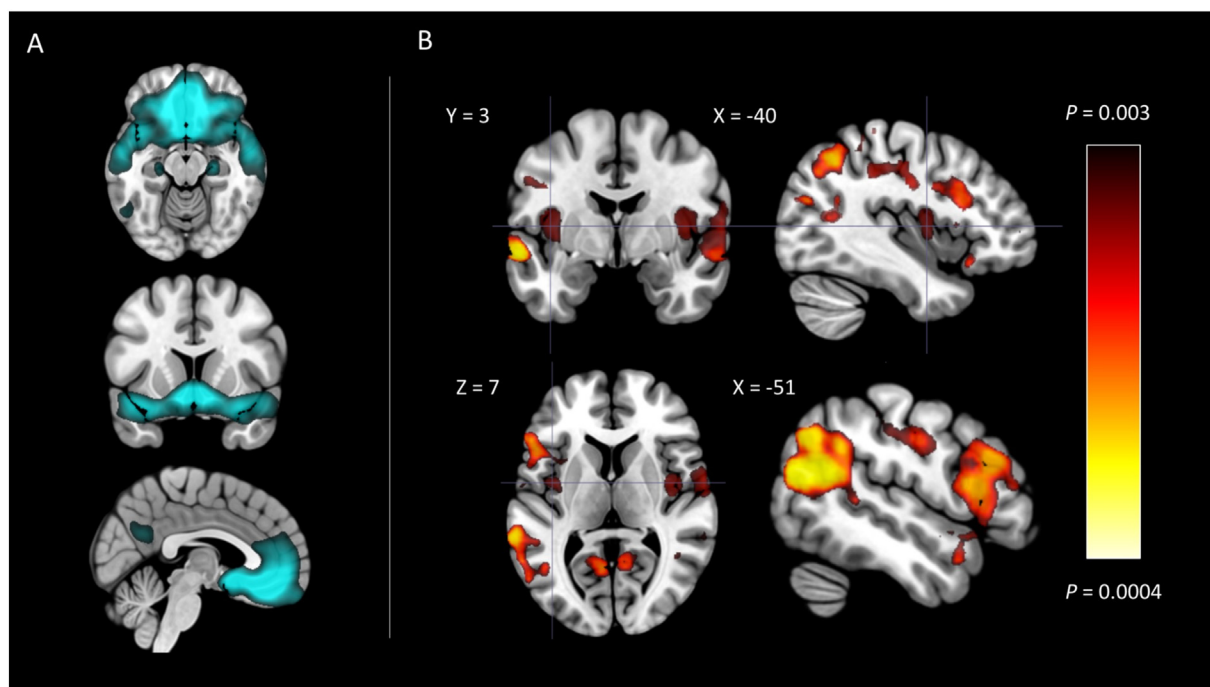 A
B
Y = 3
X = -40
P = 0.003
Z = 7
X = -51
P = 0.0004